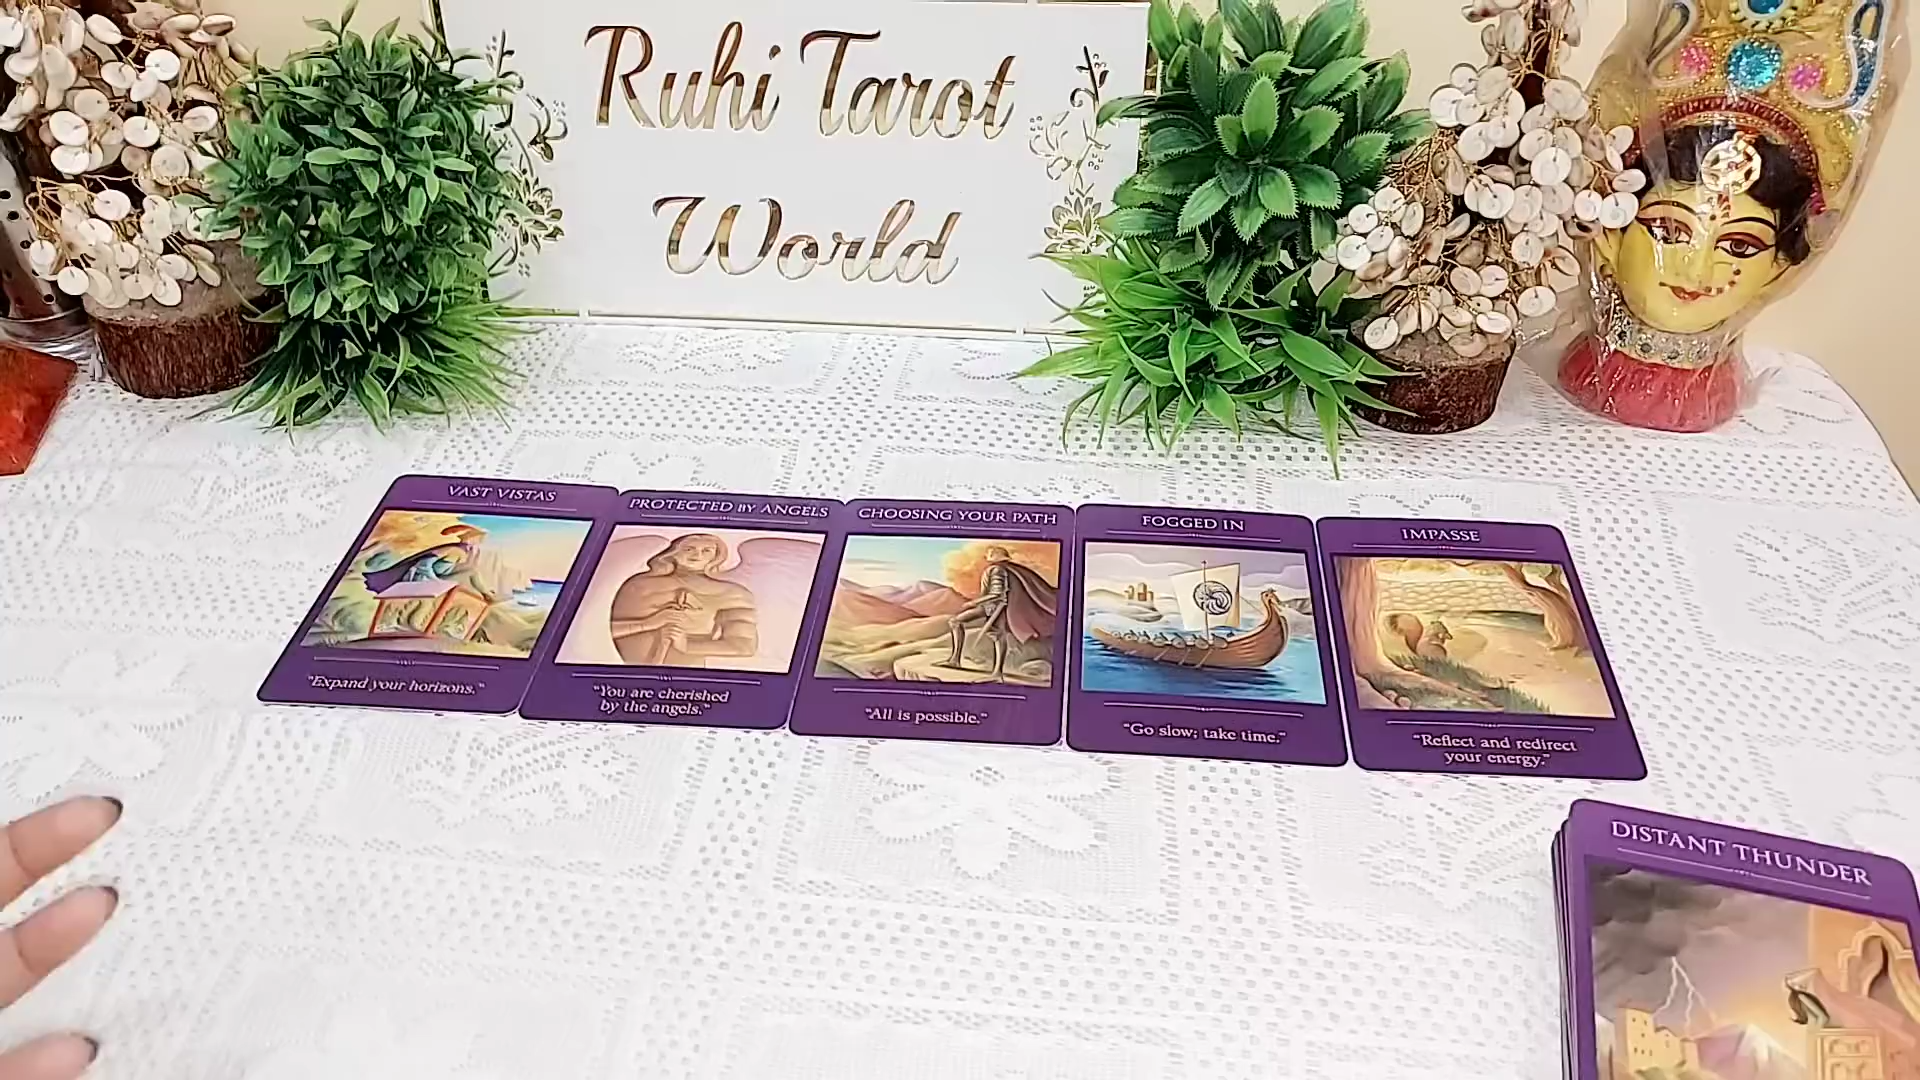 Ruhi Tarot
World
VAST VISTAS
"Expand your horizons."
PROTECTED BY ANGELS
"You are cherished
by the angels."
CHOOSING YOUR PATH
"All is possible."
FOGGED IN
"Go slow; take time."
IMPASSE
"Reflect and redirect
your energy."
DISTANT THUNDER